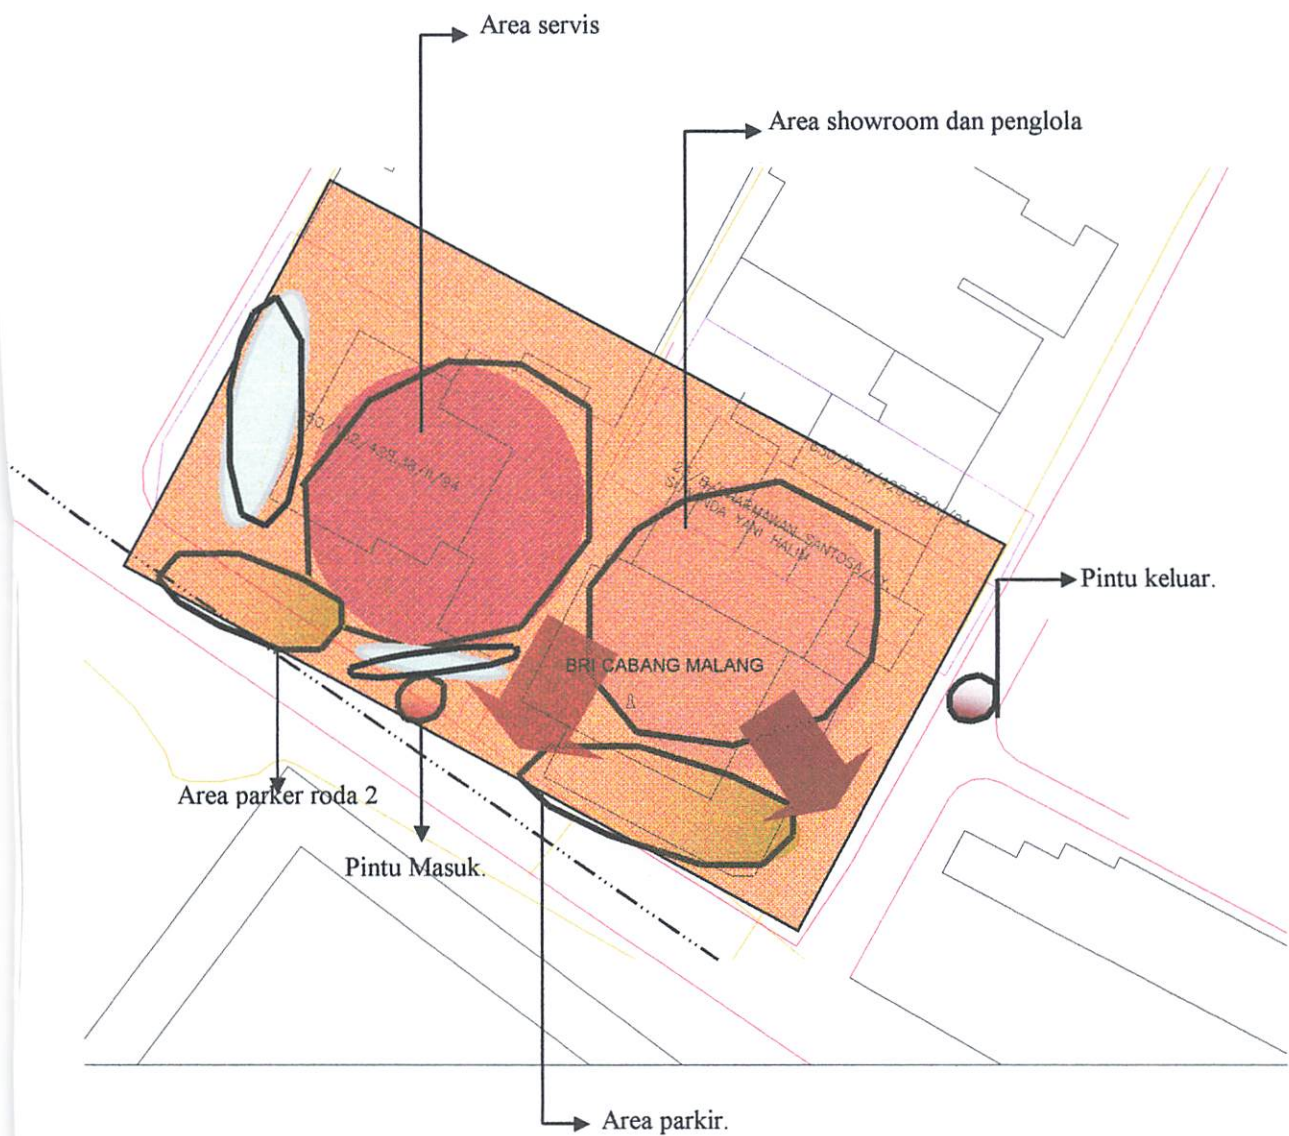 Area servis
Area showroom dan penglola
BRI CABANG MALANG
Pintu keluar.
Area parker roda 2
Pintu Masuk.
Area parkir.